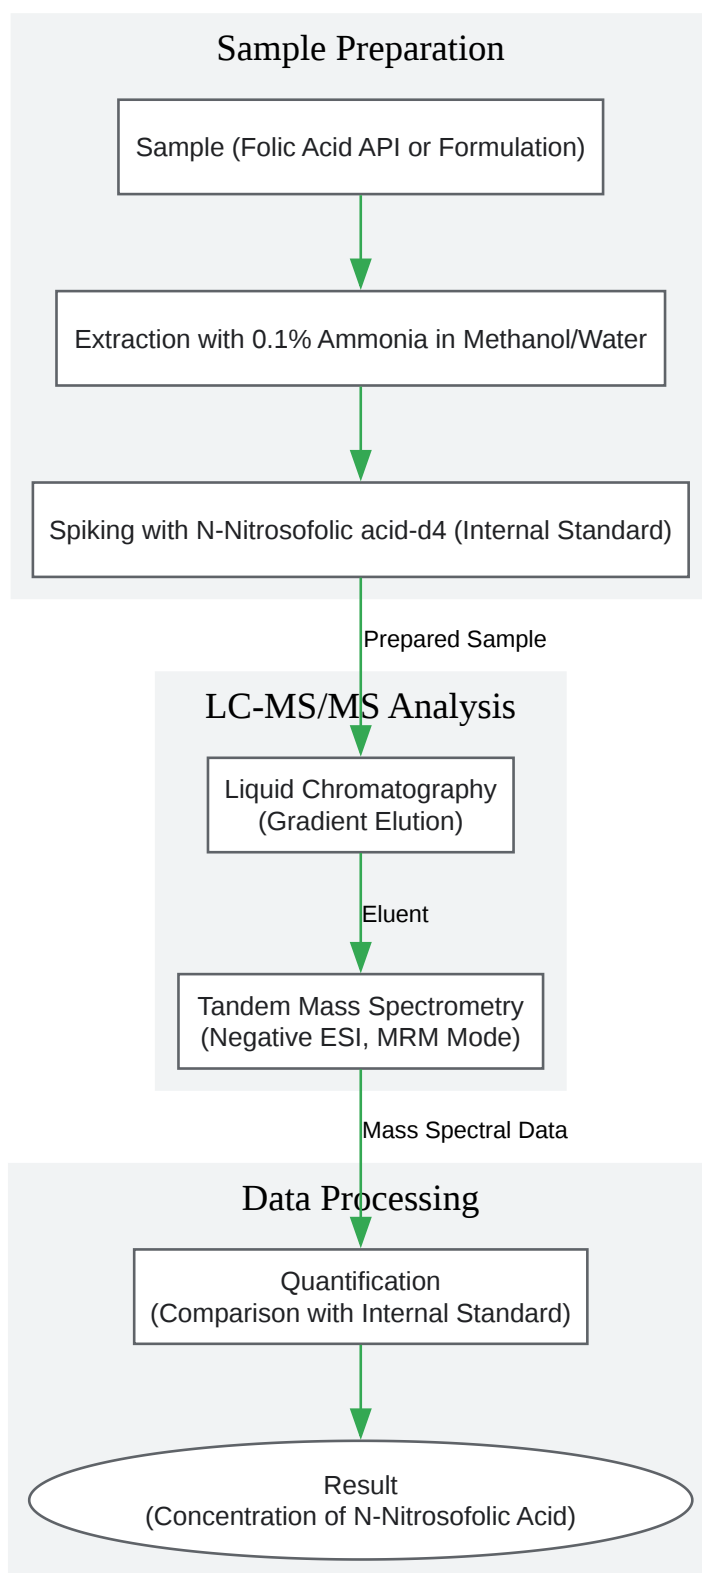 Sample Preparation
Sample (Folic Acid API or Formulation)
Extraction with 0.1% Ammonia in Methanol/Water
Spiking with N-Nitrosofolic acid-d4 (Internal Standard)
Prepared Sample
LC-MS/MS Analysis
Liquid Chromatography
(Gradient Elution)
Eluent
Tandem Mass Spectrometry
(Negative ESI, MRM Mode)
Mass Spectral Data
Data Processing
Quantification
(Comparison with Internal Standard)
Result
(Concentration of N-Nitrosofolic Acid)